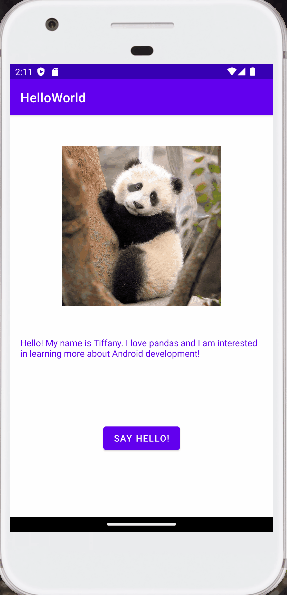 2:11
HelloWorld
Hello! My name is Tiffany. I love pandas and I am interested
in learning more about Android development!
SAY HELLO!